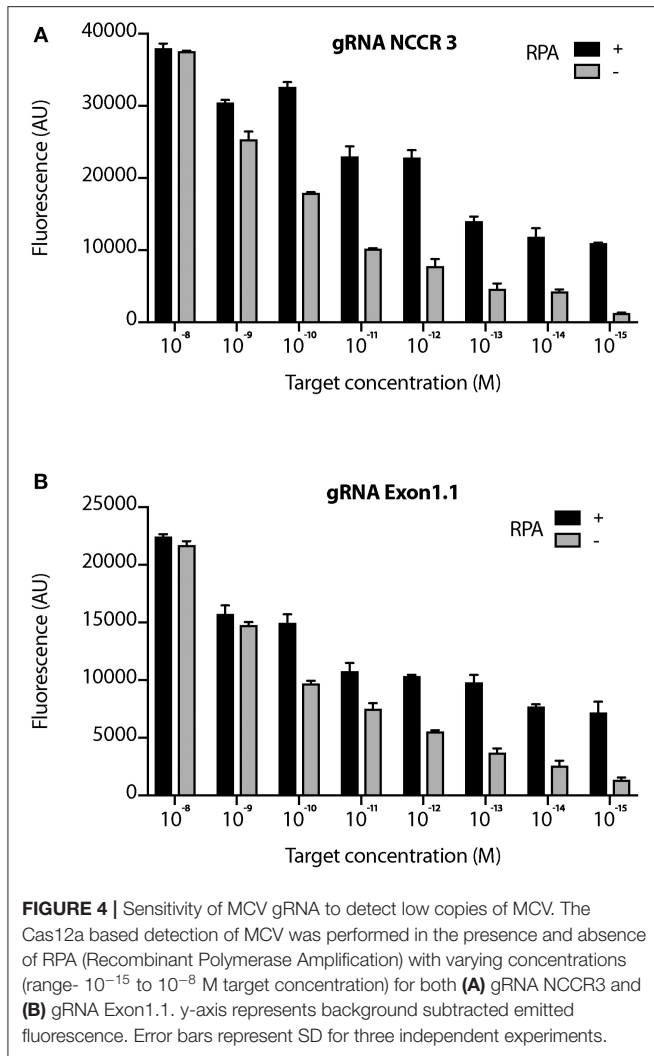 A
gRNA NCCR 3
RPA
+
-
Fluorescence (AU)
40000
30000
20000
10000
0
10⁻⁸ 10⁻⁹ 10⁻¹⁰ 10⁻¹¹ 10⁻¹² 10⁻¹³ 10⁻¹⁴ 10⁻¹⁵
Target concentration (M)
B
gRNA Exon1.1
RPA
+
-
Fluorescence (AU)
25000
20000
15000
10000
5000
0
10⁻⁸ 10⁻⁹ 10⁻¹⁰ 10⁻¹¹ 10⁻¹² 10⁻¹³ 10⁻¹⁴ 10⁻¹⁵
Target concentration (M)
FIGURE 4 | Sensitivity of MCV gRNA to detect low copies of MCV. The
Cas12a based detection of MCV was performed in the presence and absence
of RPA (Recombinant Polymerase Amplification) with varying concentrations
(range- 10⁻¹⁵ to 10⁻⁸ M target concentration) for both (A) gRNA NCCR3 and
(B) gRNA Exon1.1. y-axis represents background subtracted emitted
fluorescence. Error bars represent SD for three independent experiments.